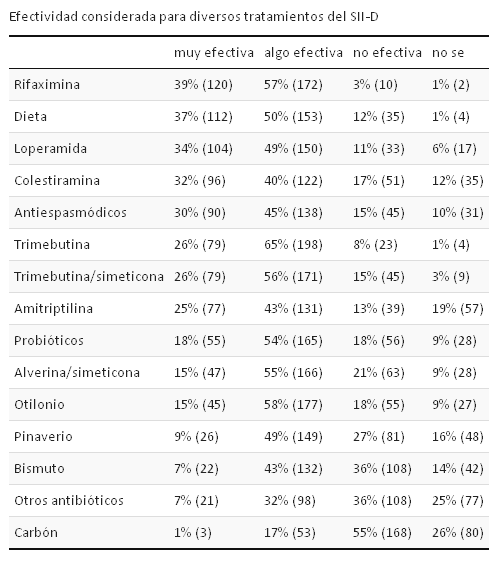 Efectividad considerada para diversos tratamientos del SII-D
muy efectiva algo efectiva no efectiva no se
Rifaximina 39% (120) 57% (172) 3% (10) 1% (2)
Dieta 37% (112) 50% (153) 12% (35) 1% (4)
Loperamida 34% (104) 49% (150) 11% (33) 6% (17)
Colestiramina 32% (96) 40% (122) 17% (51) 12% (35)
Antiespasmódicos 30% (90) 45% (138) 15% (45) 10% (31)
Trimebutina 26% (79) 65% (198) 8% (23) 1% (4)
Trimebutina/simeticona 26% (79) 56% (171) 15% (45) 3% (9)
Amitriptilina 25% (77) 43% (131) 13% (39) 19% (57)
Probióticos 18% (55) 54% (165) 18% (56) 9% (28)
Alverina/simeticona 15% (47) 55% (166) 21% (63) 9% (28)
Otilonio 15% (45) 58% (177) 18% (55) 9% (27)
Pinaverio 9% (26) 49% (149) 27% (81) 16% (48)
Bismuto 7% (22) 43% (132) 36% (108) 14% (42)
Otros antibióticos 7% (21) 32% (98) 36% (108) 25% (77)
Carbón 1% (3) 17% (53) 55% (168) 26% (80)